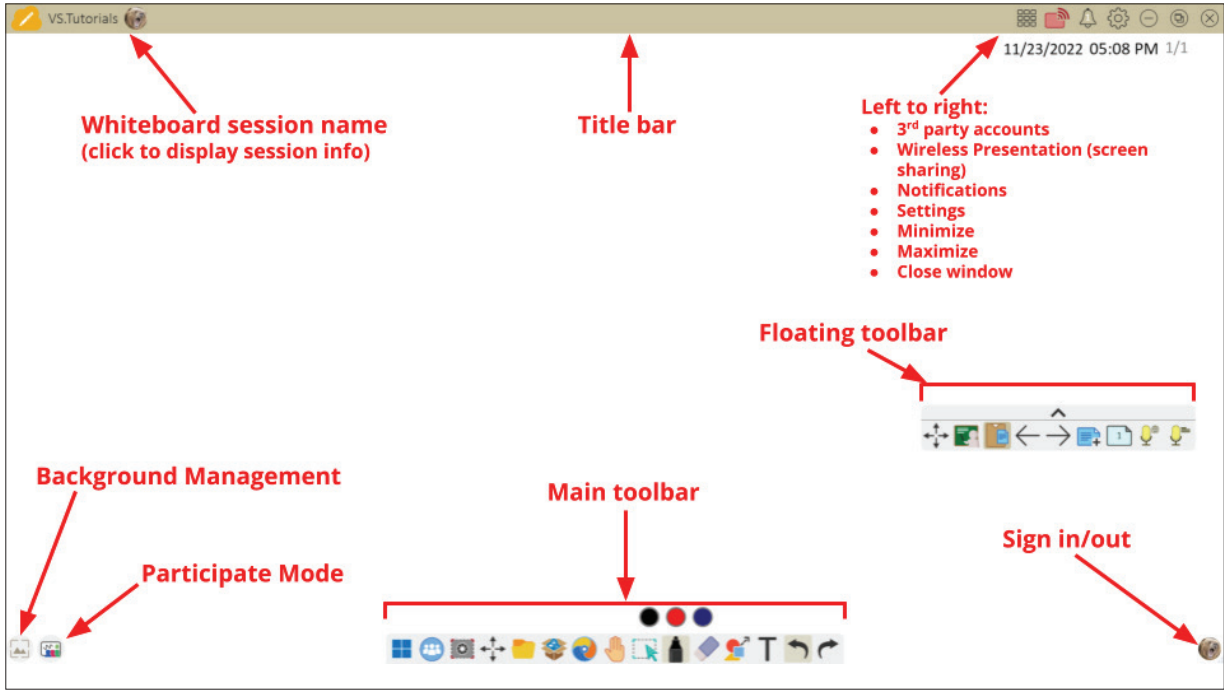 VS.Tutorials
11/23/2022 05:08 PM 1/1
Whiteboard session name
(click to display session info)
Title bar
Left to right:
• 3rd party accounts
• Wireless Presentation (screen
sharing)
• Notifications
• Settings
• Minimize
• Maximize
• Close window
Floating toolbar
1
Background Management
Main toolbar
Sign in/out
Participate Mode
T